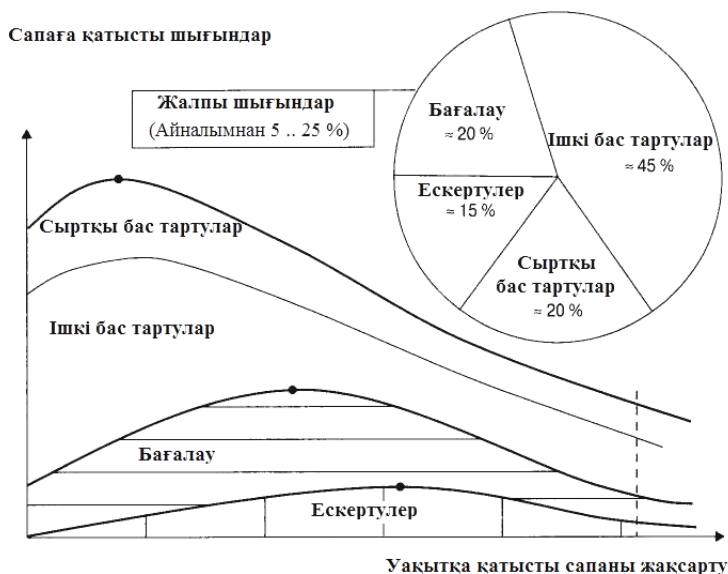 Сапаға қатысты шығындар
Жалпы шығындар
(Айналымнан 5 .. 25 %)
Бағалау
≈ 20 %
Ішкі бас тартулар
≈ 45 %
Ескертулер
≈ 15 %
Сыртқы
бас тартулар
≈ 20 %
Сыртқы бас тартулар
Ішкі бас тартулар
Бағалау
Ескертулер
Уақытқа қатысты сапаны жақсарту